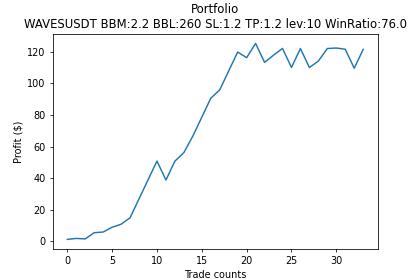 Portfolio
WAVESUSDT BBM:2.2 BBL:260 SL:1.2 TP:1.2 lev:10 WinRatio:76.0
120
100
80
60
40
20
0
Profit ($)
0 5 10 15 20 25 30
Trade counts